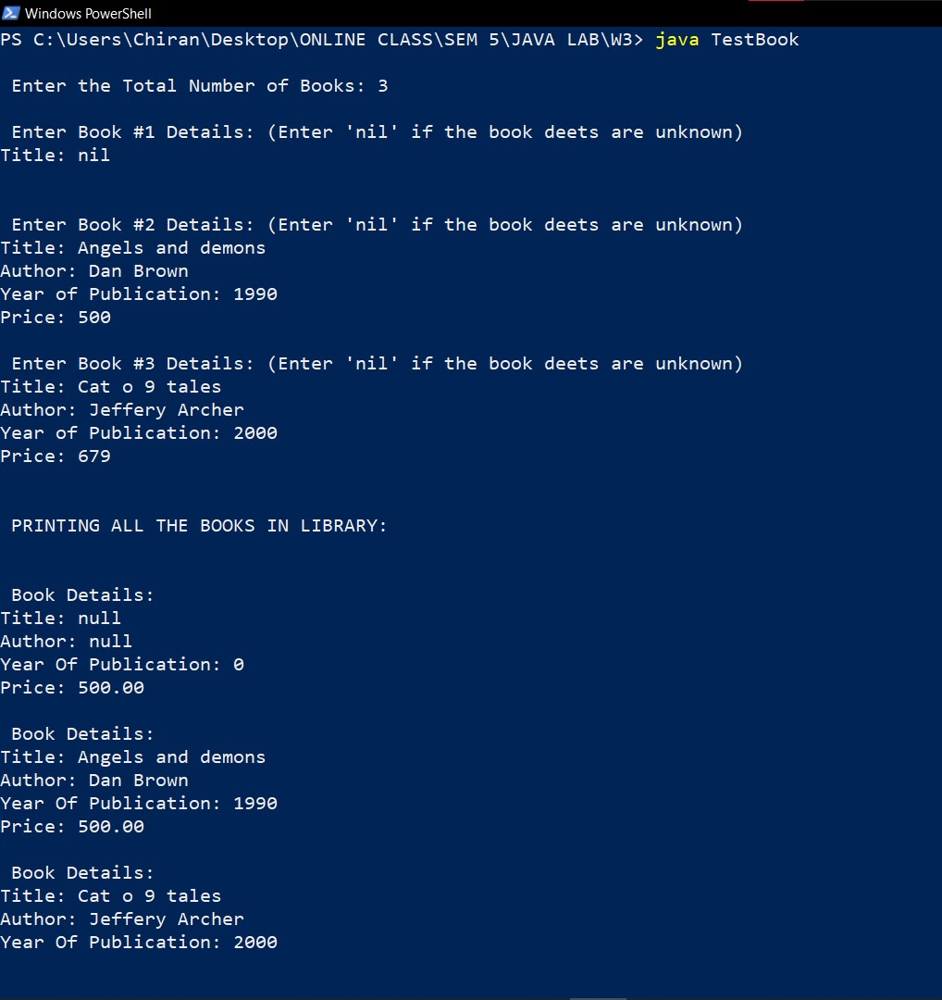 Windows PowerShell
PS C:\Users\Chiran\Desktop\ONLINE CLASS\SEM 5\JAVA LAB\W3> java TestBook
Enter the Total Number of Books: 3
Enter Book #1 Details: (Enter 'nil' if the book deets are unknown)
Title: nil
Enter Book #2 Details: (Enter 'nil' if the book deets are unknown)
Title: Angels and demons
Author: Dan Brown
Year of Publication: 1990
Price: 500
Enter Book #3 Details: (Enter 'nil' if the book deets are unknown)
Title: Cat o 9 tales
Author: Jeffery Archer
Year of Publication: 2000
Price: 679
PRINTING ALL THE BOOKS IN LIBRARY:
Book Details:
Title: null
Author: null
Year Of Publication: 0
Price: 500.00
Book Details:
Title: Angels and demons
Author: Dan Brown
Year Of Publication: 1990
Price: 500.00
Book Details:
Title: Cat o 9 tales
Author: Jeffery Archer
Year Of Publication: 2000